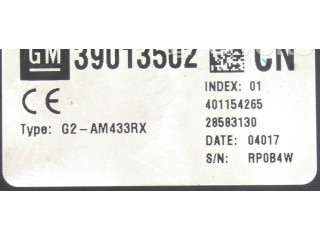 GM 39013502 CN
INDEX: 01
401154265
CE
28583130
Type: G2-AM433RX
DATE: 04017
S/N: RP0B4W